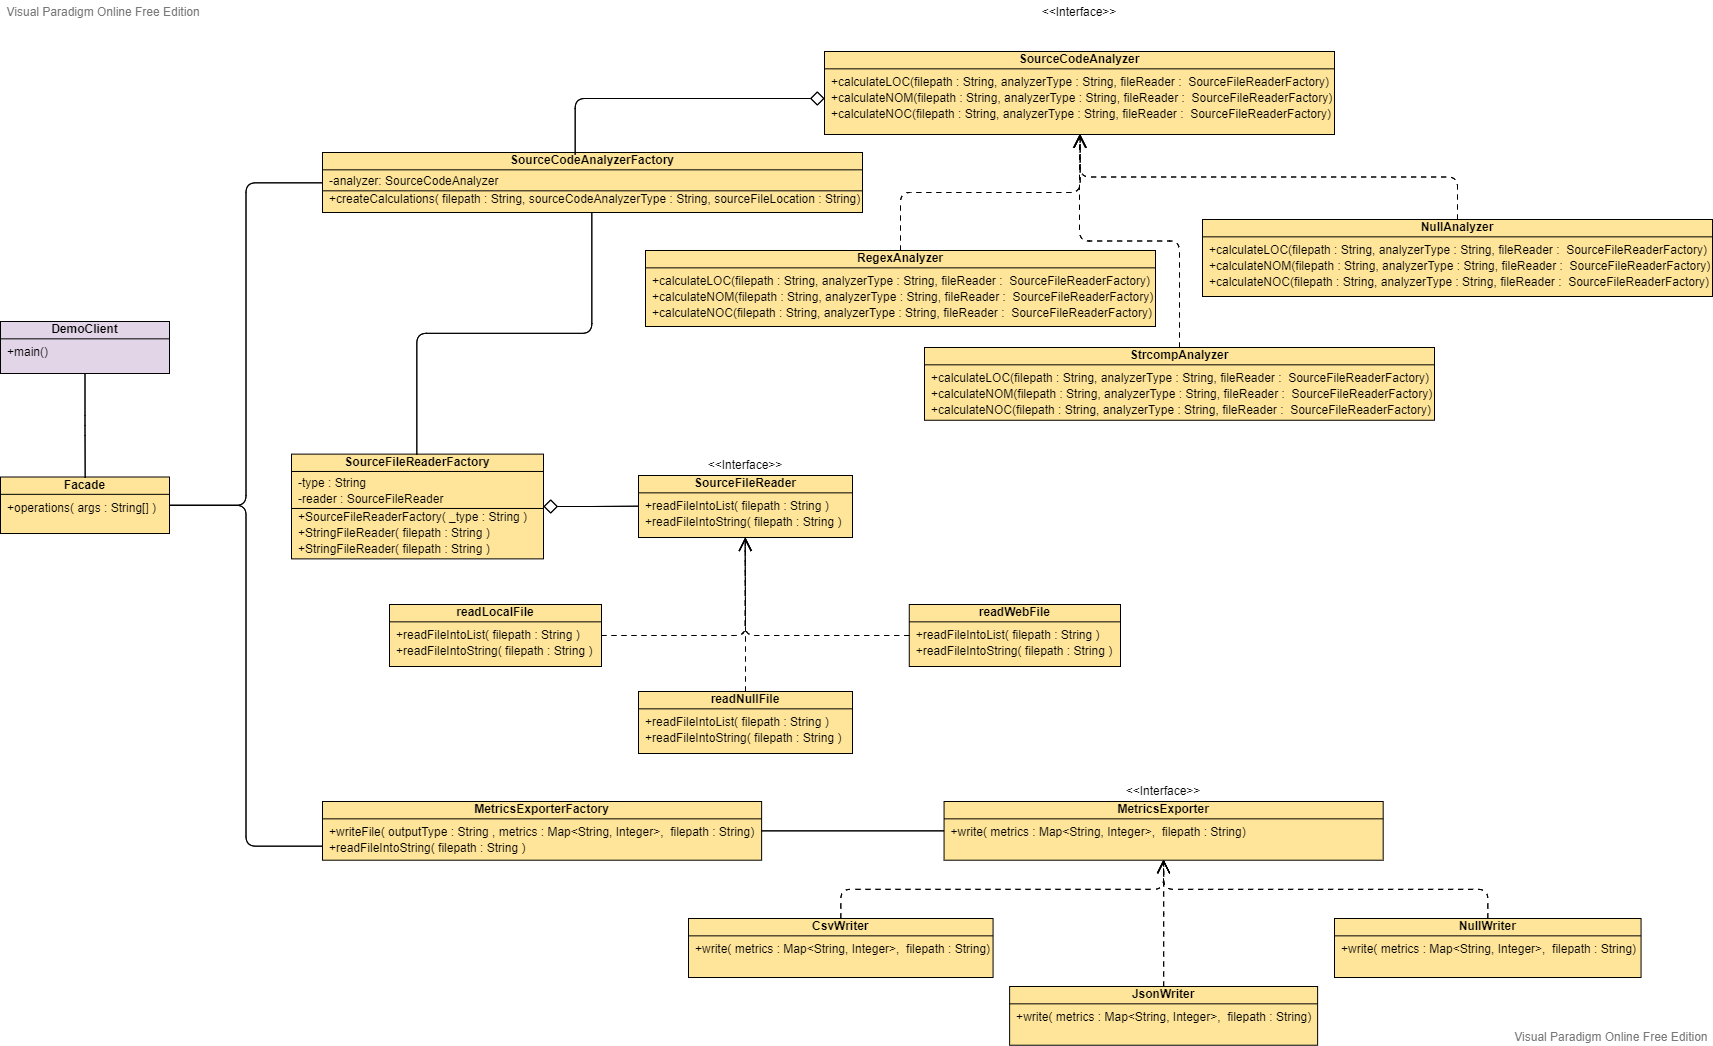 Visual Paradigm Online Free Edition
<<Interface>>
SourceCodeAnalyzer
+calculateLOC(filepath : String, analyzerType : String, fileReader :  SourceFileReaderFactory)
+calculateNOM(filepath : String, analyzerType : String, fileReader :  SourceFileReaderFactory)
+calculateNOC(filepath : String, analyzerType : String, fileReader :  SourceFileReaderFactory)
SourceCodeAnalyzerFactory
-analyzer: SourceCodeAnalyzer
+createCalculations( filepath : String, sourceCodeAnalyzerType : String, sourceFileLocation : String)
NullAnalyzer
+calculateLOC(filepath : String, analyzerType : String, fileReader :  SourceFileReaderFactory)
+calculateNOM(filepath : String, analyzerType : String, fileReader :  SourceFileReaderFactory)
+calculateNOC(filepath : String, analyzerType : String, fileReader :  SourceFileReaderFactory)
RegexAnalyzer
+calculateLOC(filepath : String, analyzerType : String, fileReader :  SourceFileReaderFactory)
+calculateNOM(filepath : String, analyzerType : String, fileReader :  SourceFileReaderFactory)
+calculateNOC(filepath : String, analyzerType : String, fileReader :  SourceFileReaderFactory)
DemoClient
+main()
StrcompAnalyzer
+calculateLOC(filepath : String, analyzerType : String, fileReader :  SourceFileReaderFactory)
+calculateNOM(filepath : String, analyzerType : String, fileReader :  SourceFileReaderFactory)
+calculateNOC(filepath : String, analyzerType : String, fileReader :  SourceFileReaderFactory)
Facade
+operations( args : String[] )
SourceFileReaderFactory
-type : String
-reader : SourceFileReader
+SourceFileReaderFactory( _type : String )
+StringFileReader( filepath : String )
+StringFileReader( filepath : String )
<<Interface>>
SourceFileReader
+readFileIntoList( filepath : String )
+readFileIntoString( filepath : String )
readLocalFile
+readFileIntoList( filepath : String )
+readFileIntoString( filepath : String )
readWebFile
+readFileIntoList( filepath : String )
+readFileIntoString( filepath : String )
readNullFile
+readFileIntoList( filepath : String )
+readFileIntoString( filepath : String )
MetricsExporterFactory
+writeFile( outputType : String , metrics : Map<String, Integer>,  filepath : String)
+readFileIntoString( filepath : String )
<<Interface>>
MetricsExporter
+write( metrics : Map<String, Integer>,  filepath : String)
CsvWriter
+write( metrics : Map<String, Integer>,  filepath : String)
NullWriter
+write( metrics : Map<String, Integer>,  filepath : String)
JsonWriter
+write( metrics : Map<String, Integer>,  filepath : String)
Visual Paradigm Online Free Edition